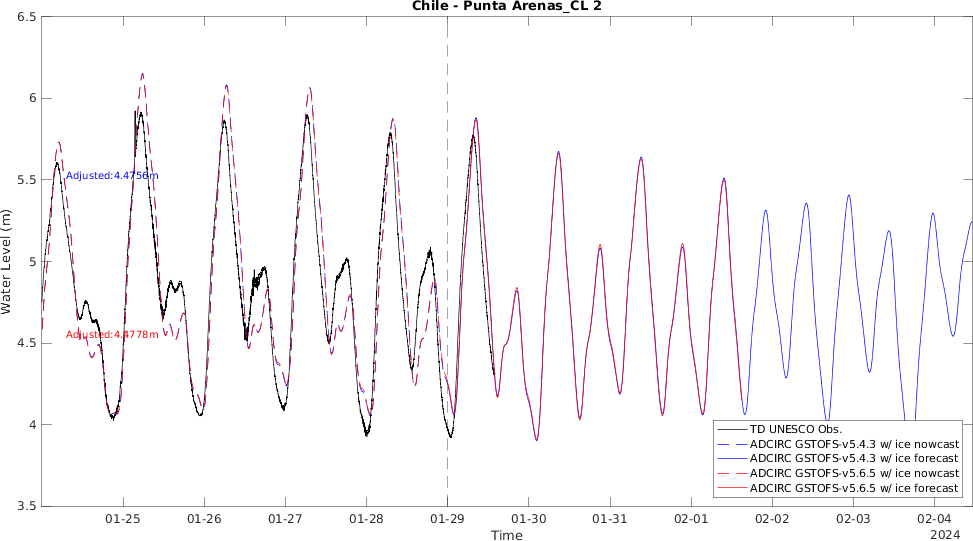 Chile - Punta Arenas_CL 2
6.5
6
5.5
5
4.5
4
3.5
Water Level (m)
Adjusted:4.4756m
Adjusted:4.4778m
TD UNESCO Obs.
ADCIRC GSTOFS-v5.4.3 w/ ice nowcast
ADCIRC GSTOFS-v5.4.3 w/ ice forecast
ADCIRC GSTOFS-v5.6.5 w/ ice nowcast
ADCIRC GSTOFS-v5.6.5 w/ ice forecast
01-25 01-26 01-27 01-28 01-29 01-30 01-31 02-01 02-02 02-03 02-04
Time
2024